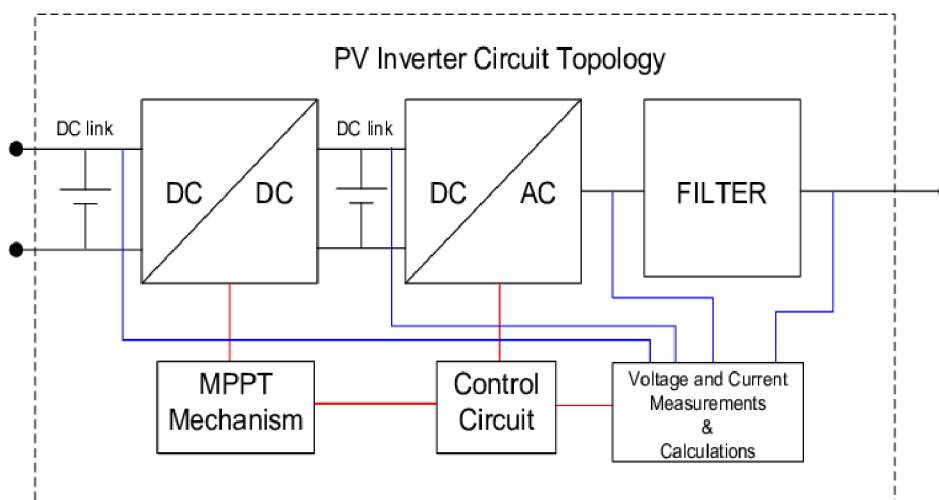 PV Inverter Circuit Topology
DC link
DC link
DC
DC
DC
AC
FILTER
MPPT
Mechanism
Control
Circuit
Voltage and Current
Measurements
&
Calculations